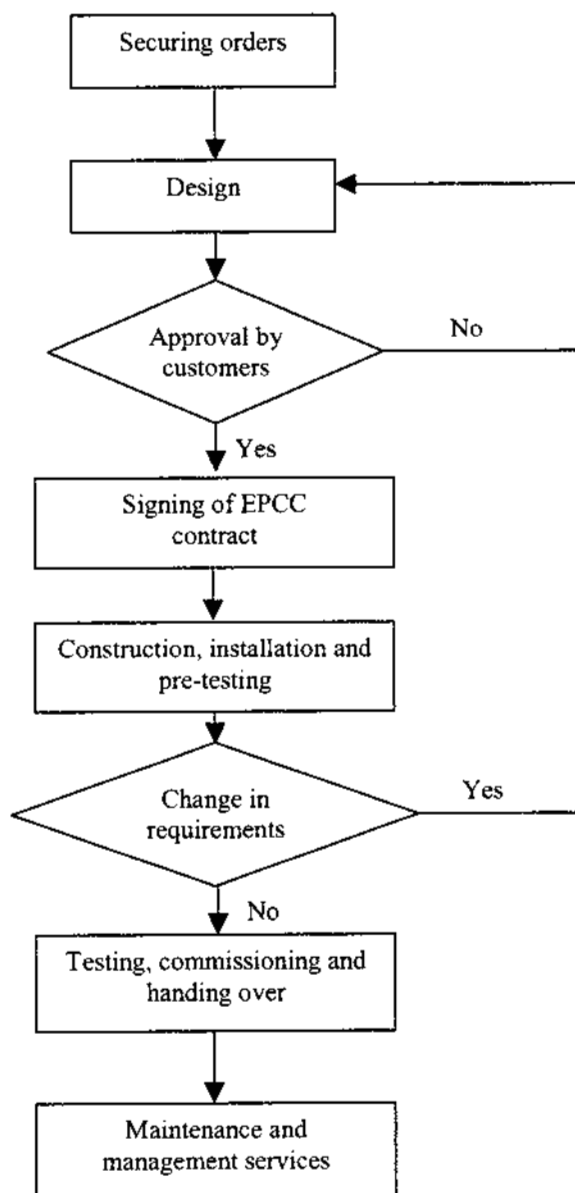 Securing orders
Design
Approval by
customers
No
Yes
Signing of EPCC
contract
Construction, installation and
pre-testing
Change in
requirements
Yes
No
Testing, commissioning and
handing over
Maintenance and
management services